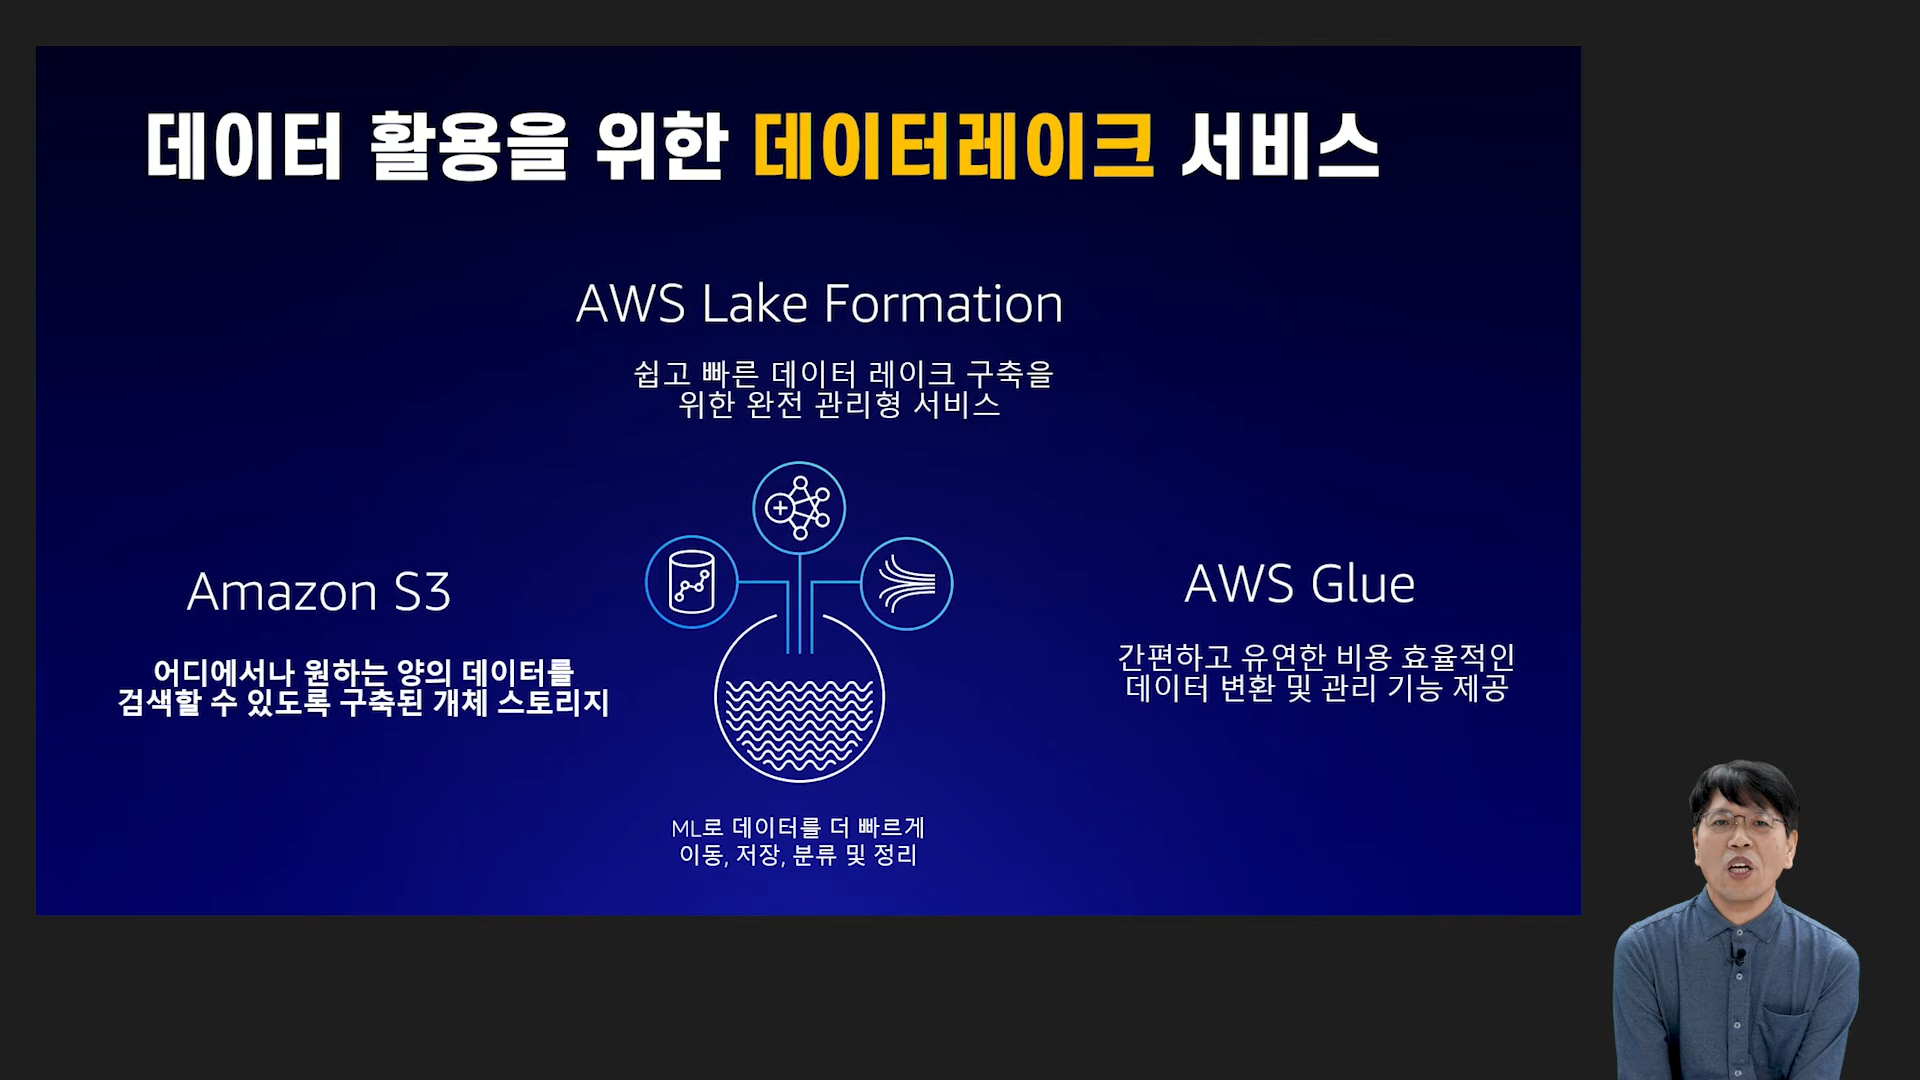 데이터 활용을 위한 데이터레이크 서비스
AWS Lake Formation
쉽고 빠른 데이터 레이크 구축을
위한 완전 관리형 서비스
Amazon S3
어디에서나 원하는 양의 데이터를
검색할 수 있도록 구축된 개체 스토리지
AWS Glue
간편하고 유연한 비용 효율적인
데이터 변환 및 관리 기능 제공
ML로 데이터를 더 빠르게
이동, 저장, 분류 및 정리